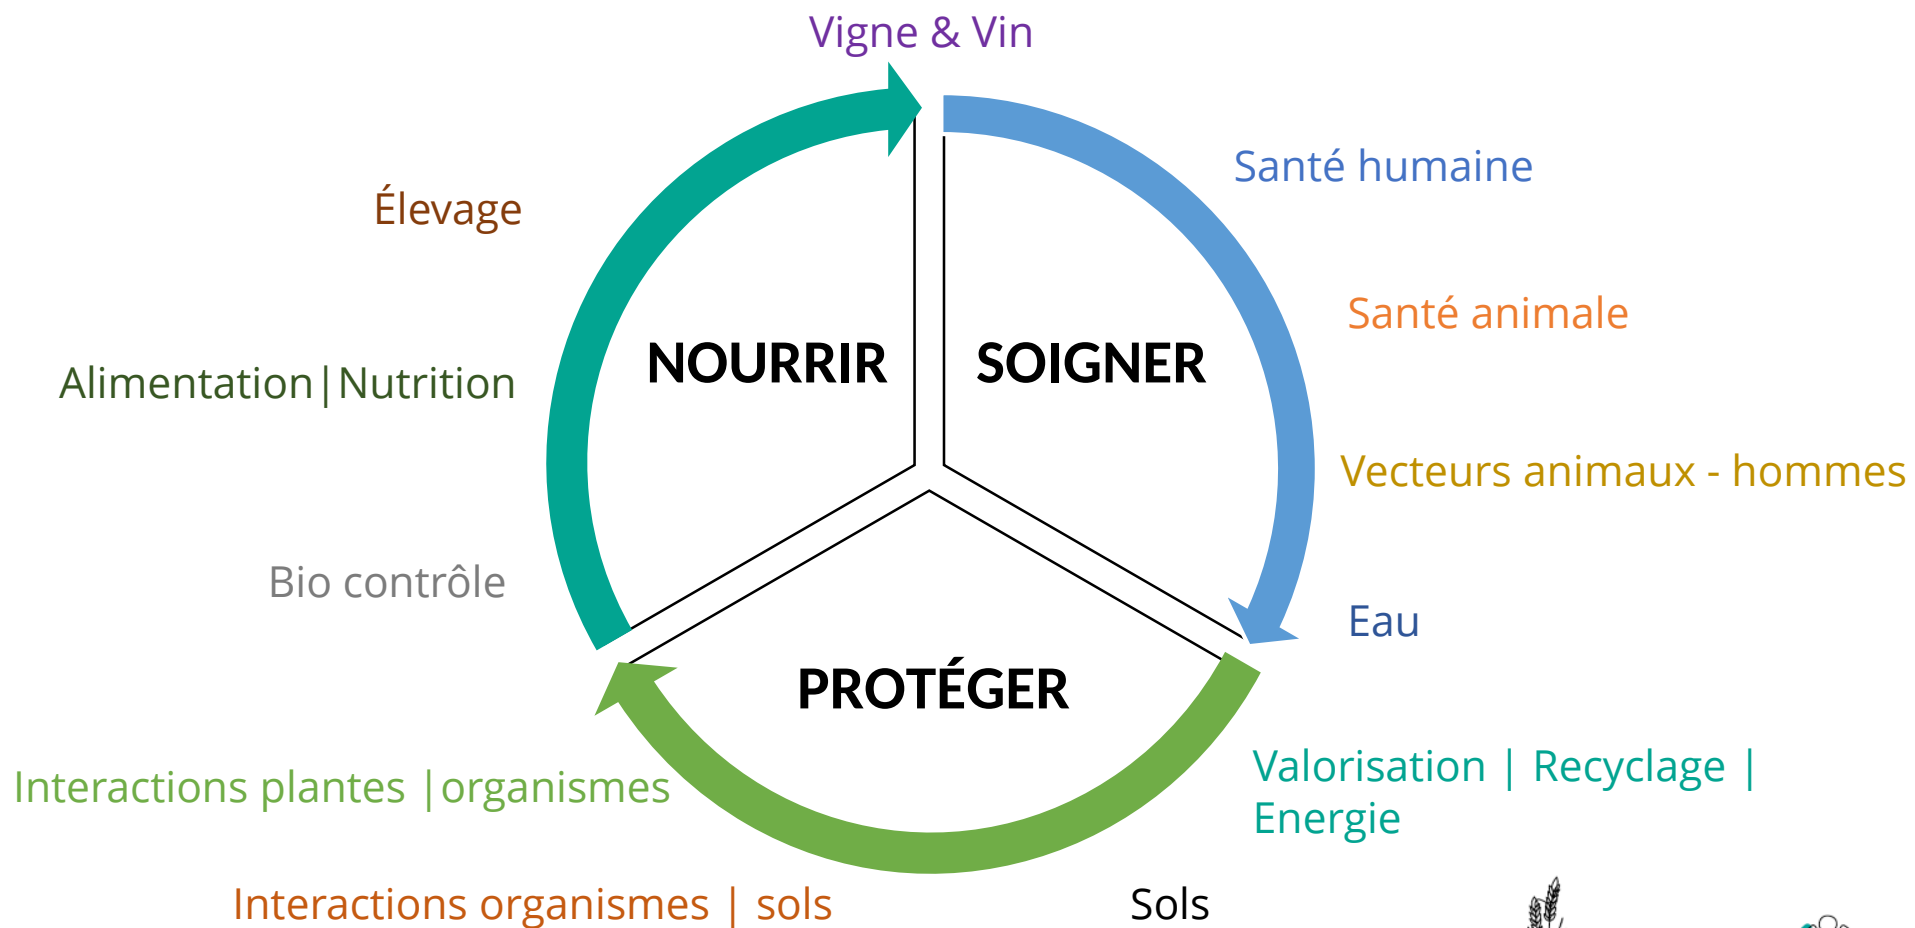 Vigne & Vin
Santé humaine
Élevage
Santé animale
NOURRIR
SOIGNER
Alimentation|Nutrition
Vecteurs animaux - hommes
Bio contrôle
Eau
PROTÉGER
Interactions plantes |organismes
Valorisation | Recyclage |
Energie
Interactions organismes | sols
Sols